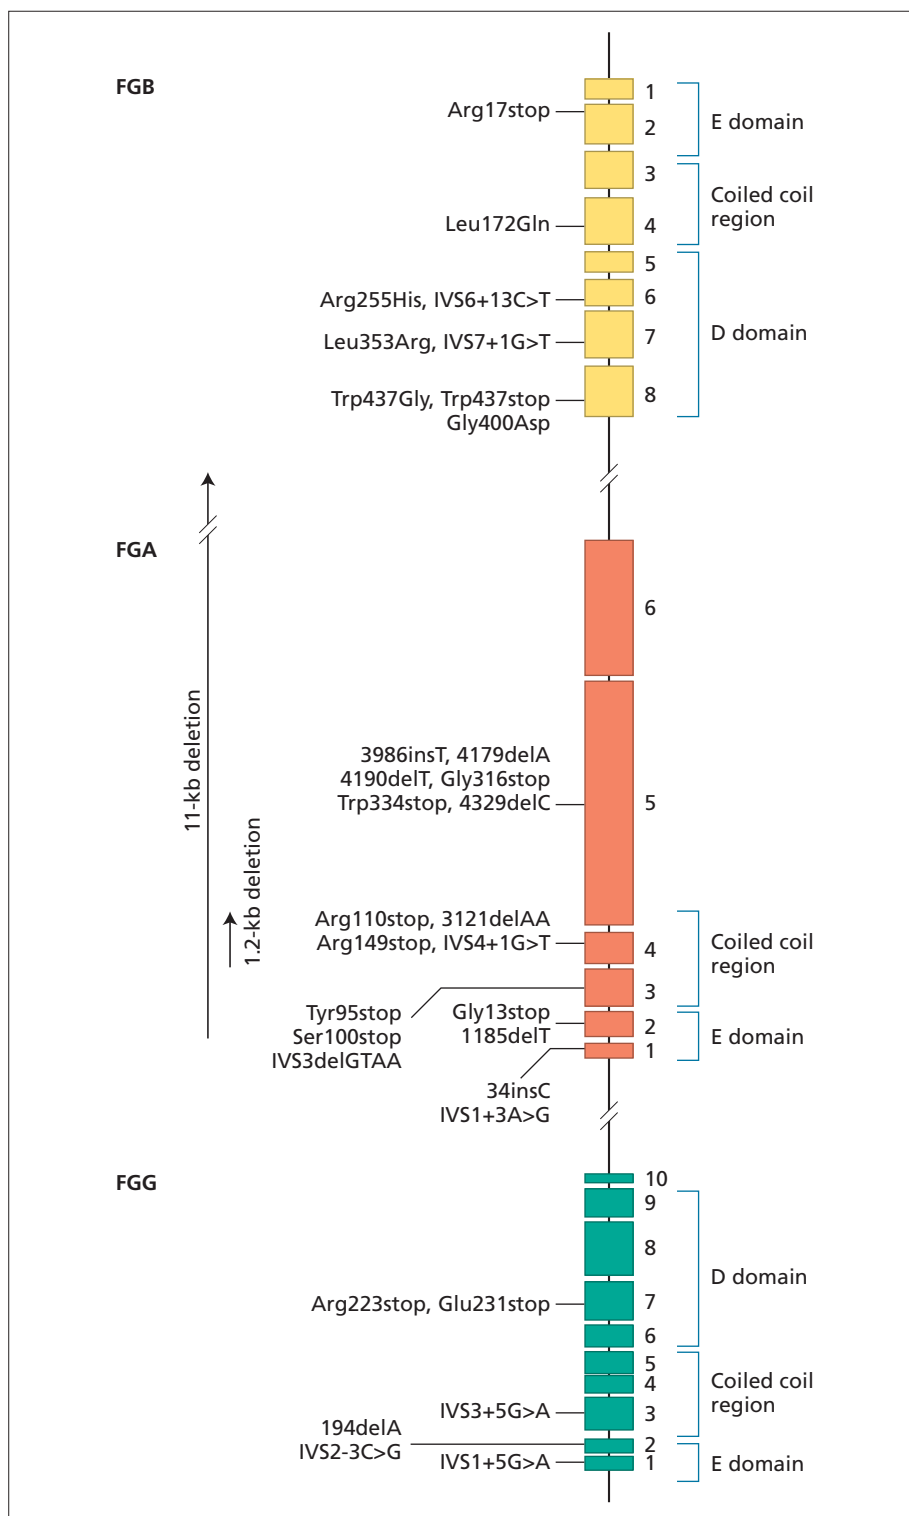 FGB
1
Arg17stop
2
E domain
3
Coiled coil
region
Leu172Gln
4
5
Arg255His, IVS6+13C>T
6
Leu353Arg, IVS7+1G>T
7
D domain
Trp437Gly, Trp437stop
Gly400Asp
8
FGA
6
11-kb deletion
1.2-kb deletion
3986insT, 4179delA
4190delT, Gly316stop
Trp334stop, 4329delC
5
Arg110stop, 3121delAA
Arg149stop, IVS4+1G>T
4
Coiled coil
region
3
Tyr95stop
Ser100stop
IVS3delGTAA
Gly13stop
1185delT
2
E domain
1
34insC
IVS1+3A>G
FGG
10
9
8
D domain
Arg223stop, Glu231stop
7
6
5
4
Coiled coil
region
IVS3+5G>A
3
194delA
IVS2-3C>G
2
IVS1+5G>A
1
E domain